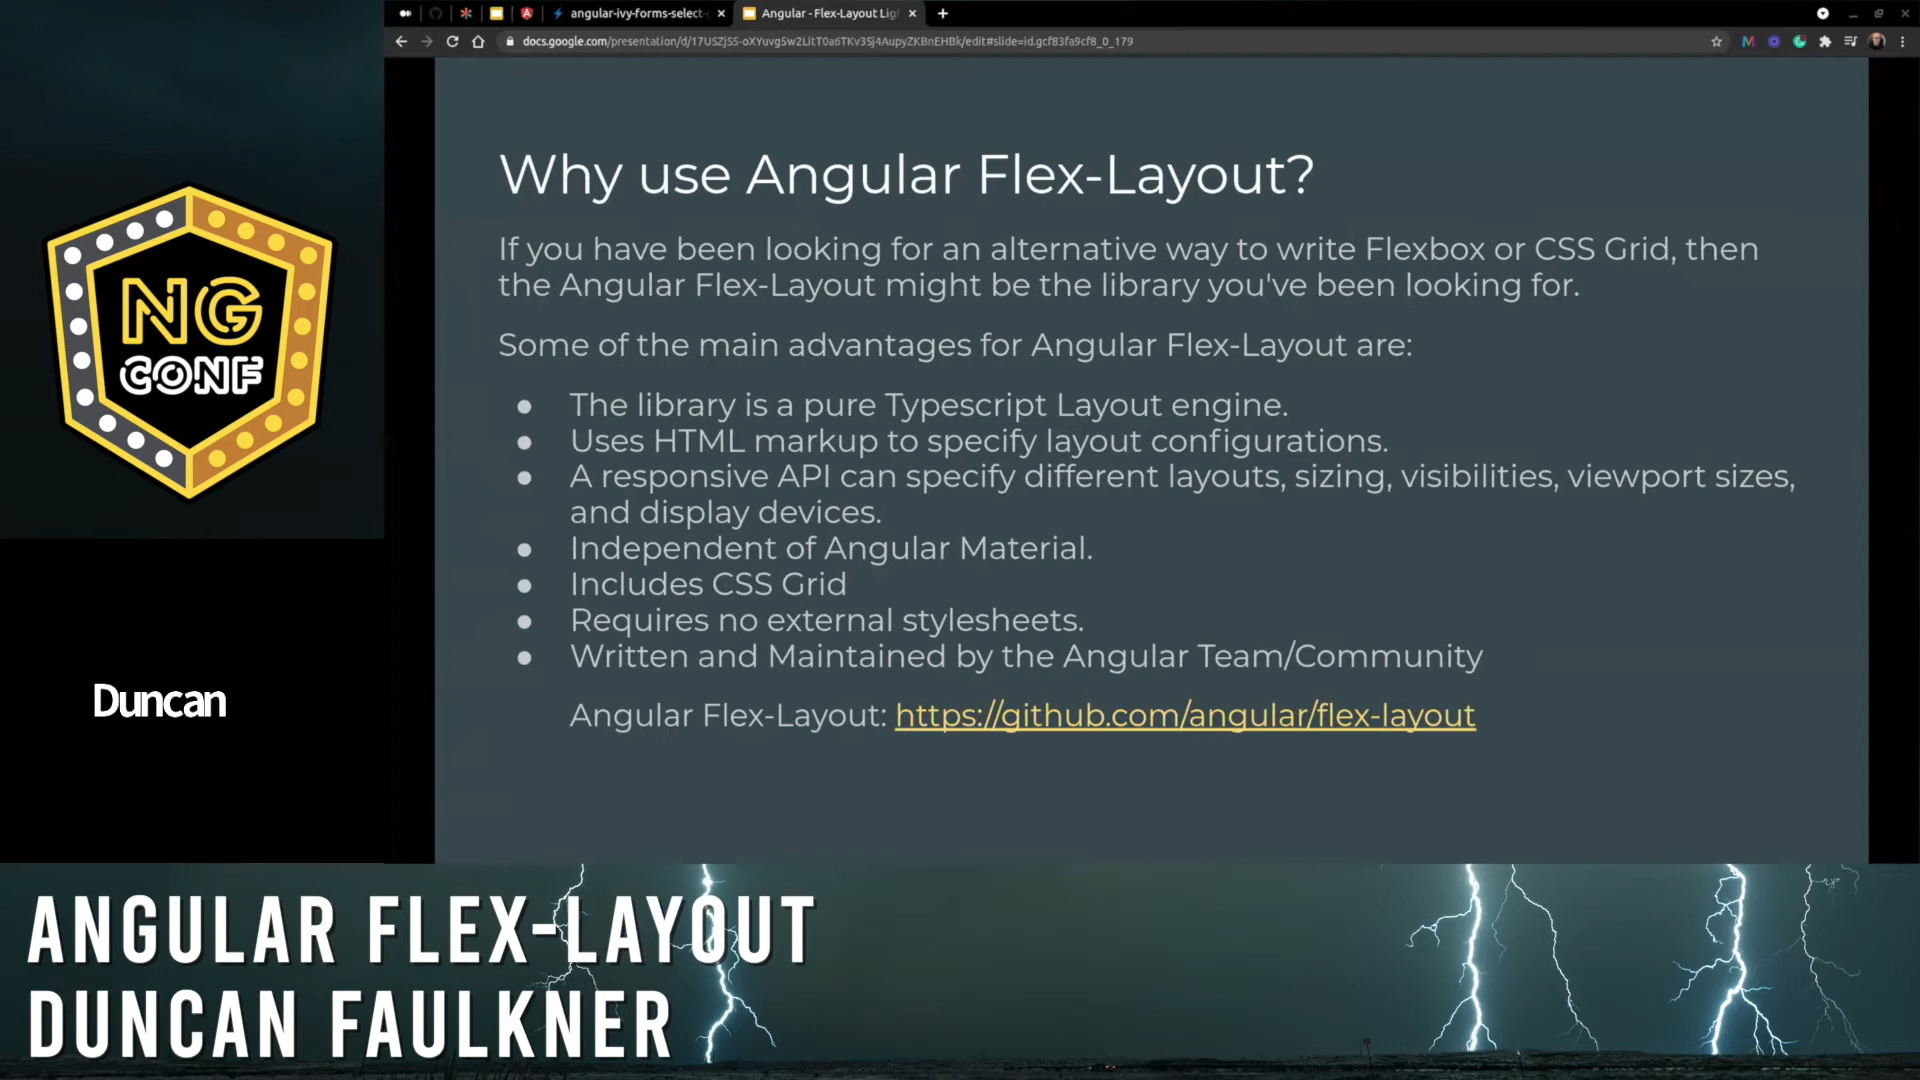 angular-ivy-forms-select-
Angular - Flex-Layout Lig
docs.google.com/presentation/d/17USZjS5-oXYuvg5w2LitT0a6TKv3Sj4AupyZKBnEHBk/edit#slide=id.gcf83fa9cf8_0_179
Why use Angular Flex-Layout?
If you have been looking for an alternative way to write Flexbox or CSS Grid, then
the Angular Flex-Layout might be the library you've been looking for.
Some of the main advantages for Angular Flex-Layout are:
● The library is a pure Typescript Layout engine.
● Uses HTML markup to specify layout configurations.
● A responsive API can specify different layouts, sizing, visibilities, viewport sizes,
and display devices.
● Independent of Angular Material.
● Includes CSS Grid
● Requires no external stylesheets.
● Written and Maintained by the Angular Team/Community
Angular Flex-Layout: https://github.com/angular/flex-layout
NG
CONF
Duncan
ANGULAR FLEX-LAYOUT
DUNCAN FAULKNER